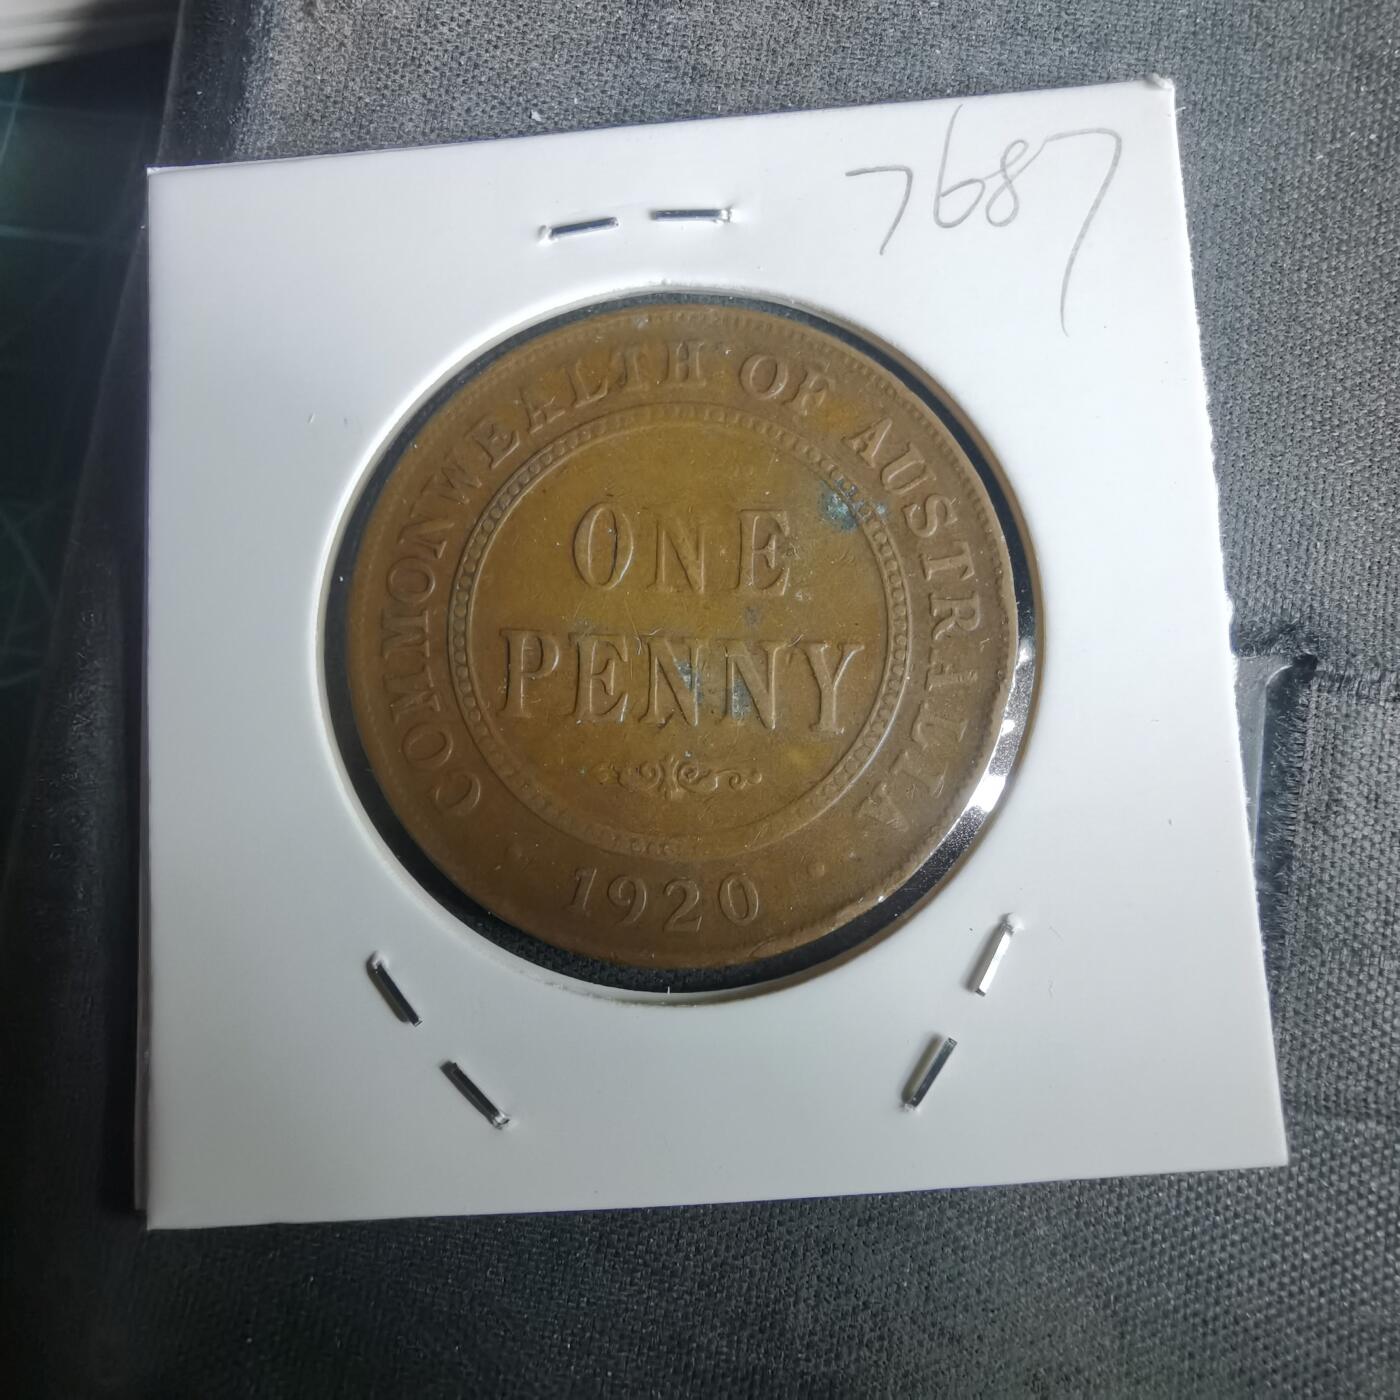 7687
COMMONWEALTH OF AUSTRALIA
ONE
PENNY
1920